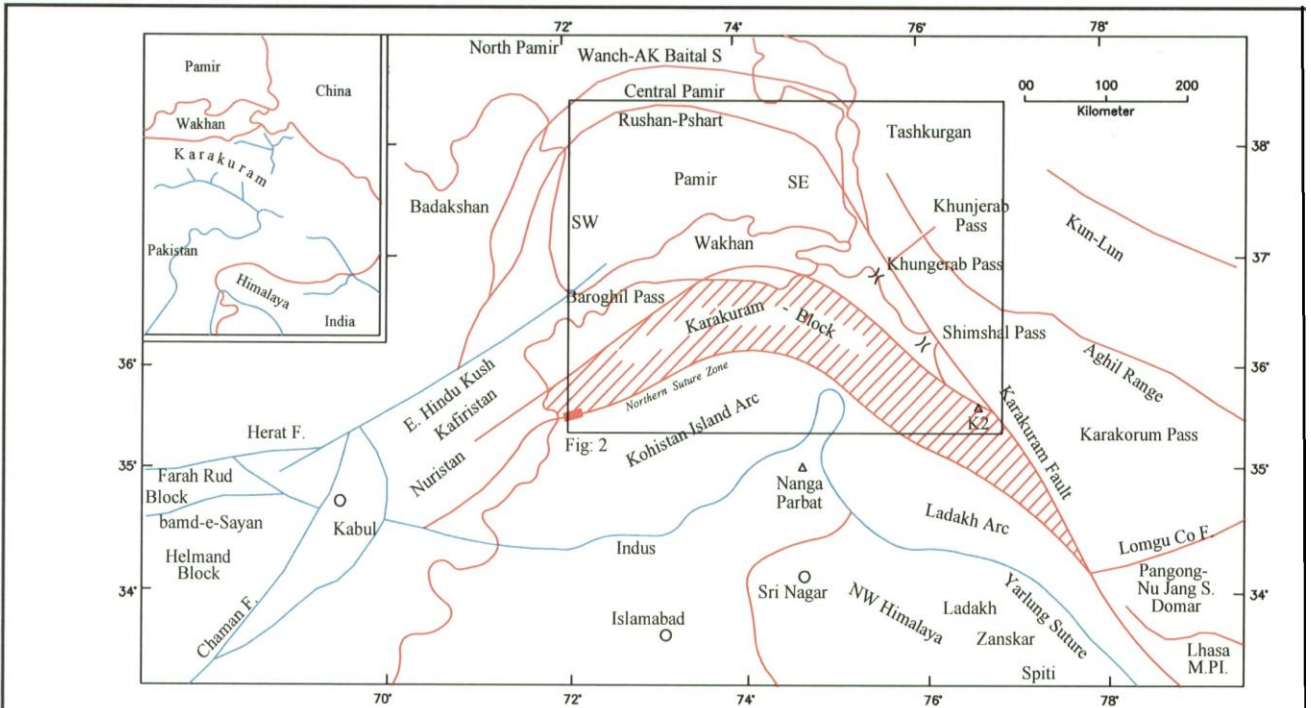 72°
74°
76°
78°
North Pamir
Wanch-AK Baital S
Central Pamir
Rushan-Pshart
00 100 200
Kilometer
Pamir
China
Wakhan
Karakuram
Pakistan
Himalaya
India
Tashkurgan
38°
Pamir
SE
Badakshan
SW
Khunjerab
Pass
Kun-Lun
Wakhan
37°
Khungerab Pass
Baroghil Pass
Karakuram - Block
Shimshal Pass
36°
36°
Aghil Range
E. Hindu Kush
Kafiristan
Northern Suture Zone
Karakuram Fault
K2
Karakorum Pass
Herat F.
Nuristan
Fig: 2
Kohistan Island Arc
35°
35°
Farah Rud
Block
Nanga
Parbat
bamd-e-Sayan
Kabul
Ladakh Arc
Helmand
Block
Indus
Lomgu Co F.
34°
34°
Pangong-
Nu Jang S.
Domar
Sri Nagar
NW Himalaya
Ladakh
Yarlung Suture
Chaman F.
Islamabad
Zanskar
Lhasa
M.PI.
Spiti
70°
72°
74°
76°
78°